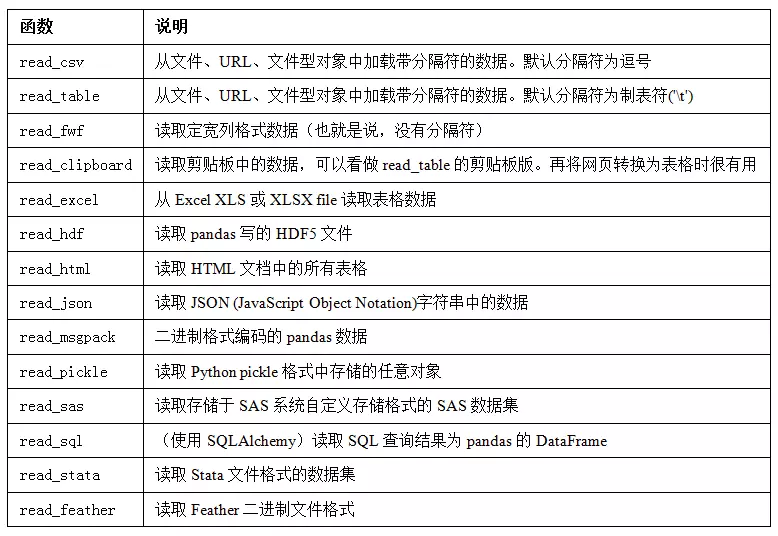 函数 说明
read_csv 从文件、URL、文件型对象中加载带分隔符的数据。默认分隔符为逗号
read_table 从文件、URL、文件型对象中加载带分隔符的数据。默认分隔符为制表符('\t')
read_fwf 读取定宽列格式数据（也就是说，没有分隔符）
read_clipboard 读取剪贴板中的数据，可以看做 read_table 的剪贴板版。再将网页转换为表格时很有用
read_excel 从 Excel XLS 或 XLSX file 读取表格数据
read_hdf 读取 pandas 写的 HDF5 文件
read_html 读取 HTML 文档中的所有表格
read_json 读取 JSON (JavaScript Object Notation)字符串中的数据
read_msgpack 二进制格式编码的 pandas 数据
read_pickle 读取 Python pickle 格式中存储的任意对象
read_sas 读取存储于 SAS 系统自定义存储格式的 SAS 数据集
read_sql （使用 SQLAlchemy）读取 SQL 查询结果为 pandas 的 DataFrame
read_stata 读取 Stata 文件格式的数据集
read_feather 读取 Feather 二进制文件格式